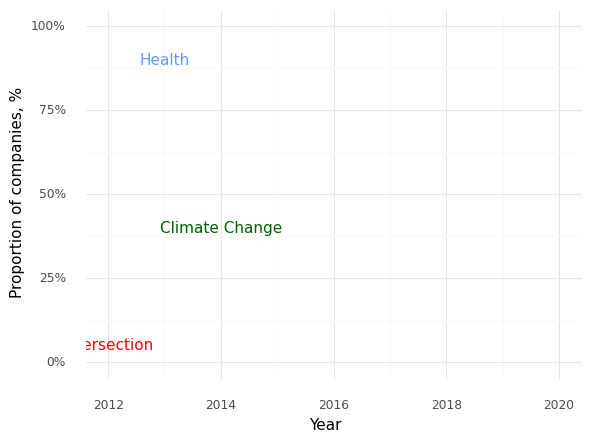 100%
Health
75%
50%
Climate Change
25%
ersection
0%
2012 2014 2016 2018 2020
Year
Proportion of companies, %